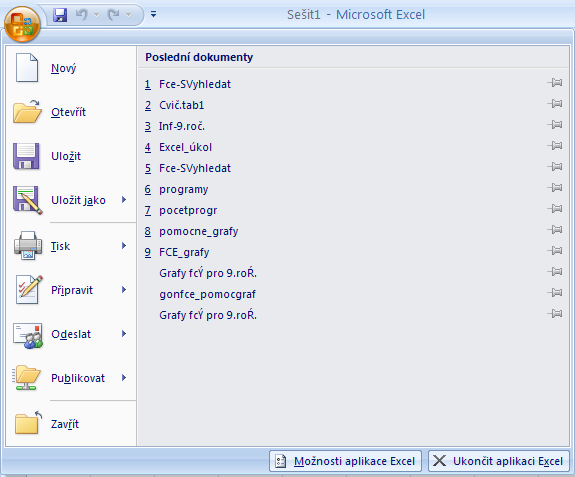 Sešit1 - Microsoft Excel
Nový
Otevřít
Uložit
Uložit jako
Tisk
Připravit
Odeslat
Publikovat
Zavřít
Poslední dokumenty
1 Fce-SVyhledat
2 Cvič.tab1
3 Inf-9.roč.
4 Excel_úkol
5 Fce-SVyhledat
6 programy
7 pocetprogr
8 pomocne_grafy
9 FCE_grafy
Grafy fcÝ pro 9.roŘ.
gonfce_pomocgraf
Grafy fcÝ pro 9.roŘ.
Možnosti aplikace Excel
Ukončit aplikaci Excel